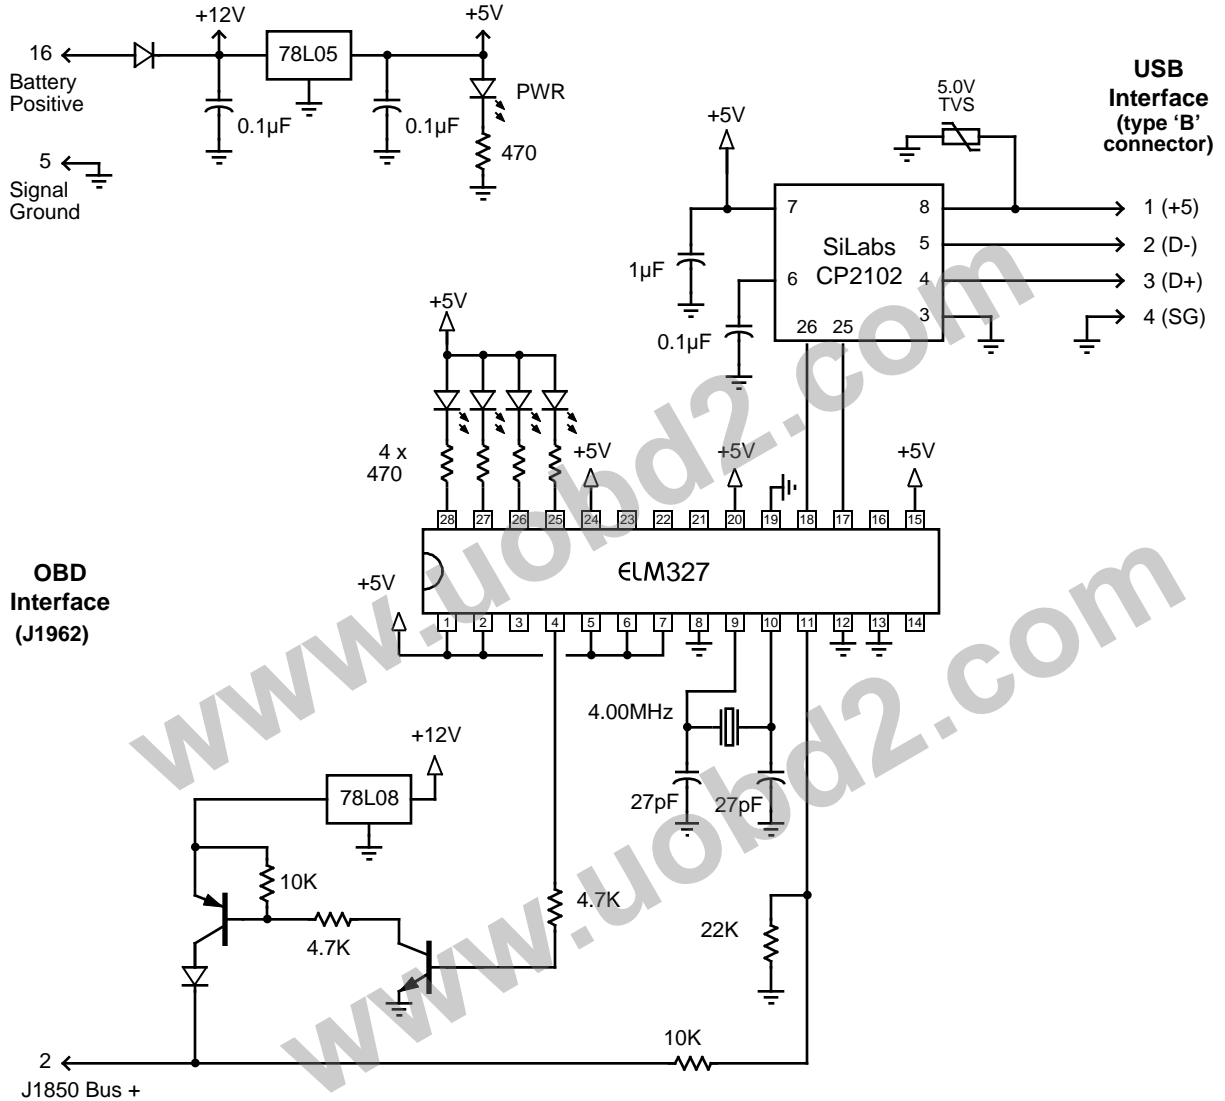 +12V
+5V
16
78L05
Battery
Positive
PWR
0.1µF
0.1µF
470
5
Signal
Ground
USB
Interface
(type ‘B’
connector)
5.0V
TVS
+5V
7
8
1 (+5)
SiLabs
CP2102
5
2 (D-)
1µF
6
4
3 (D+)
3
4 (SG)
26 25
0.1µF
+5V
4 x
470
+5V
+5V
+5V
28 27 26 25 24 23 22 21 20 19 18 17 16 15
ELM327
OBD
Interface
(J1962)
+5V
1 2 3 4 5 6 7 8 9 10 11 12 13 14
4.00MHz
27pF
27pF
+12V
78L08
10K
4.7K
4.7K
22K
10K
2
J1850 Bus +
www.uobd2.com
www.uobd2.com